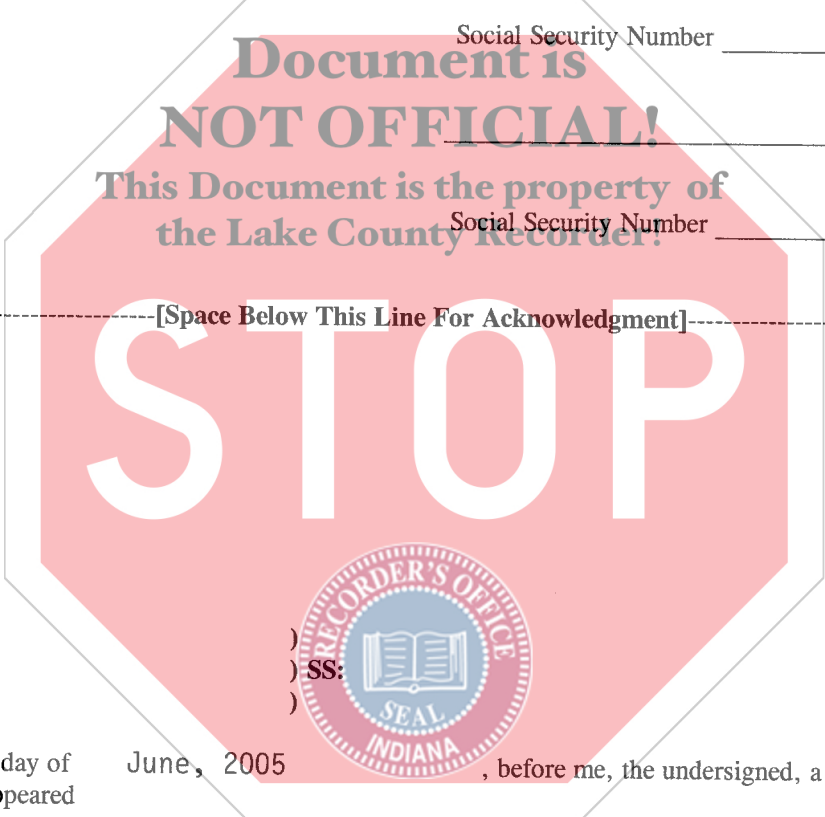 Social Security Number
Document is
NOT OFFICIAL!
This Document is the property of
the Lake County Recorder!
Social Security Number
[Space Below This Line For Acknowledgment]
STOP
RECORDER'S OFFICE
)
) SS:
)
SEAL
INDIANA
day of June, 2005 , before me, the undersigned, a
ppeared